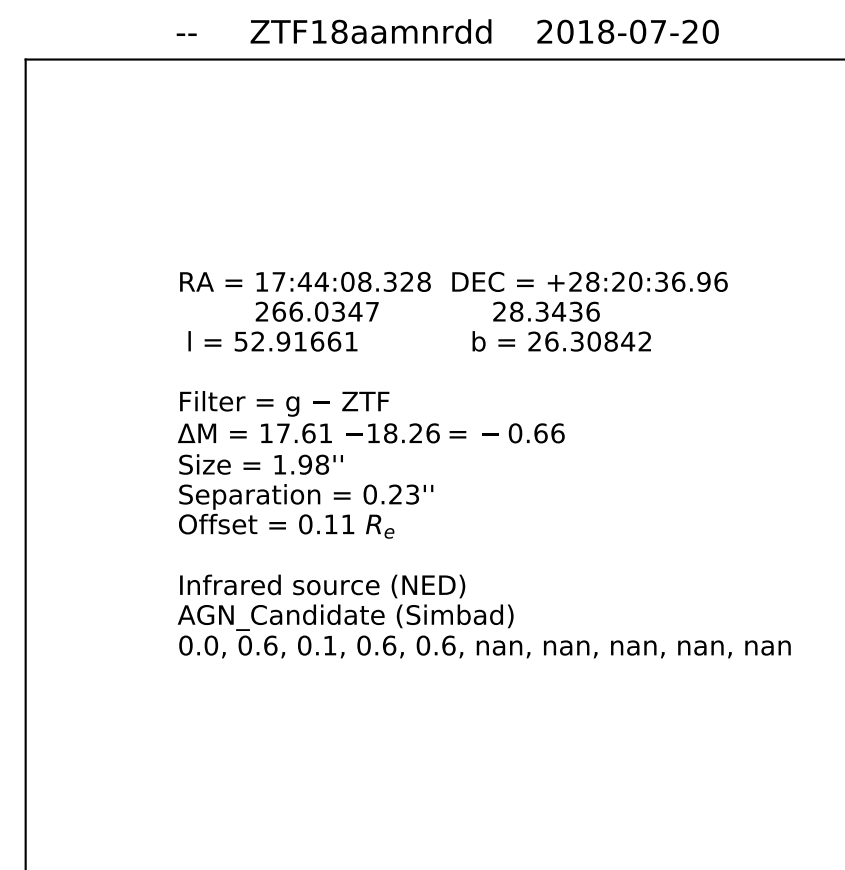 --  ZTF18aamnrdd  2018-07-20
RA = 17:44:08.328  DEC = +28:20:36.96
266.0347  28.3436
l = 52.91661  b = 26.30842
Filter = g − ZTF
ΔM = 17.61 −18.26 = − 0.66
Size = 1.98''
Separation = 0.23''
Offset = 0.11 Rₑ
Infrared source (NED)
AGN_Candidate (Simbad)
0.0, 0.6, 0.1, 0.6, 0.6, nan, nan, nan, nan, nan